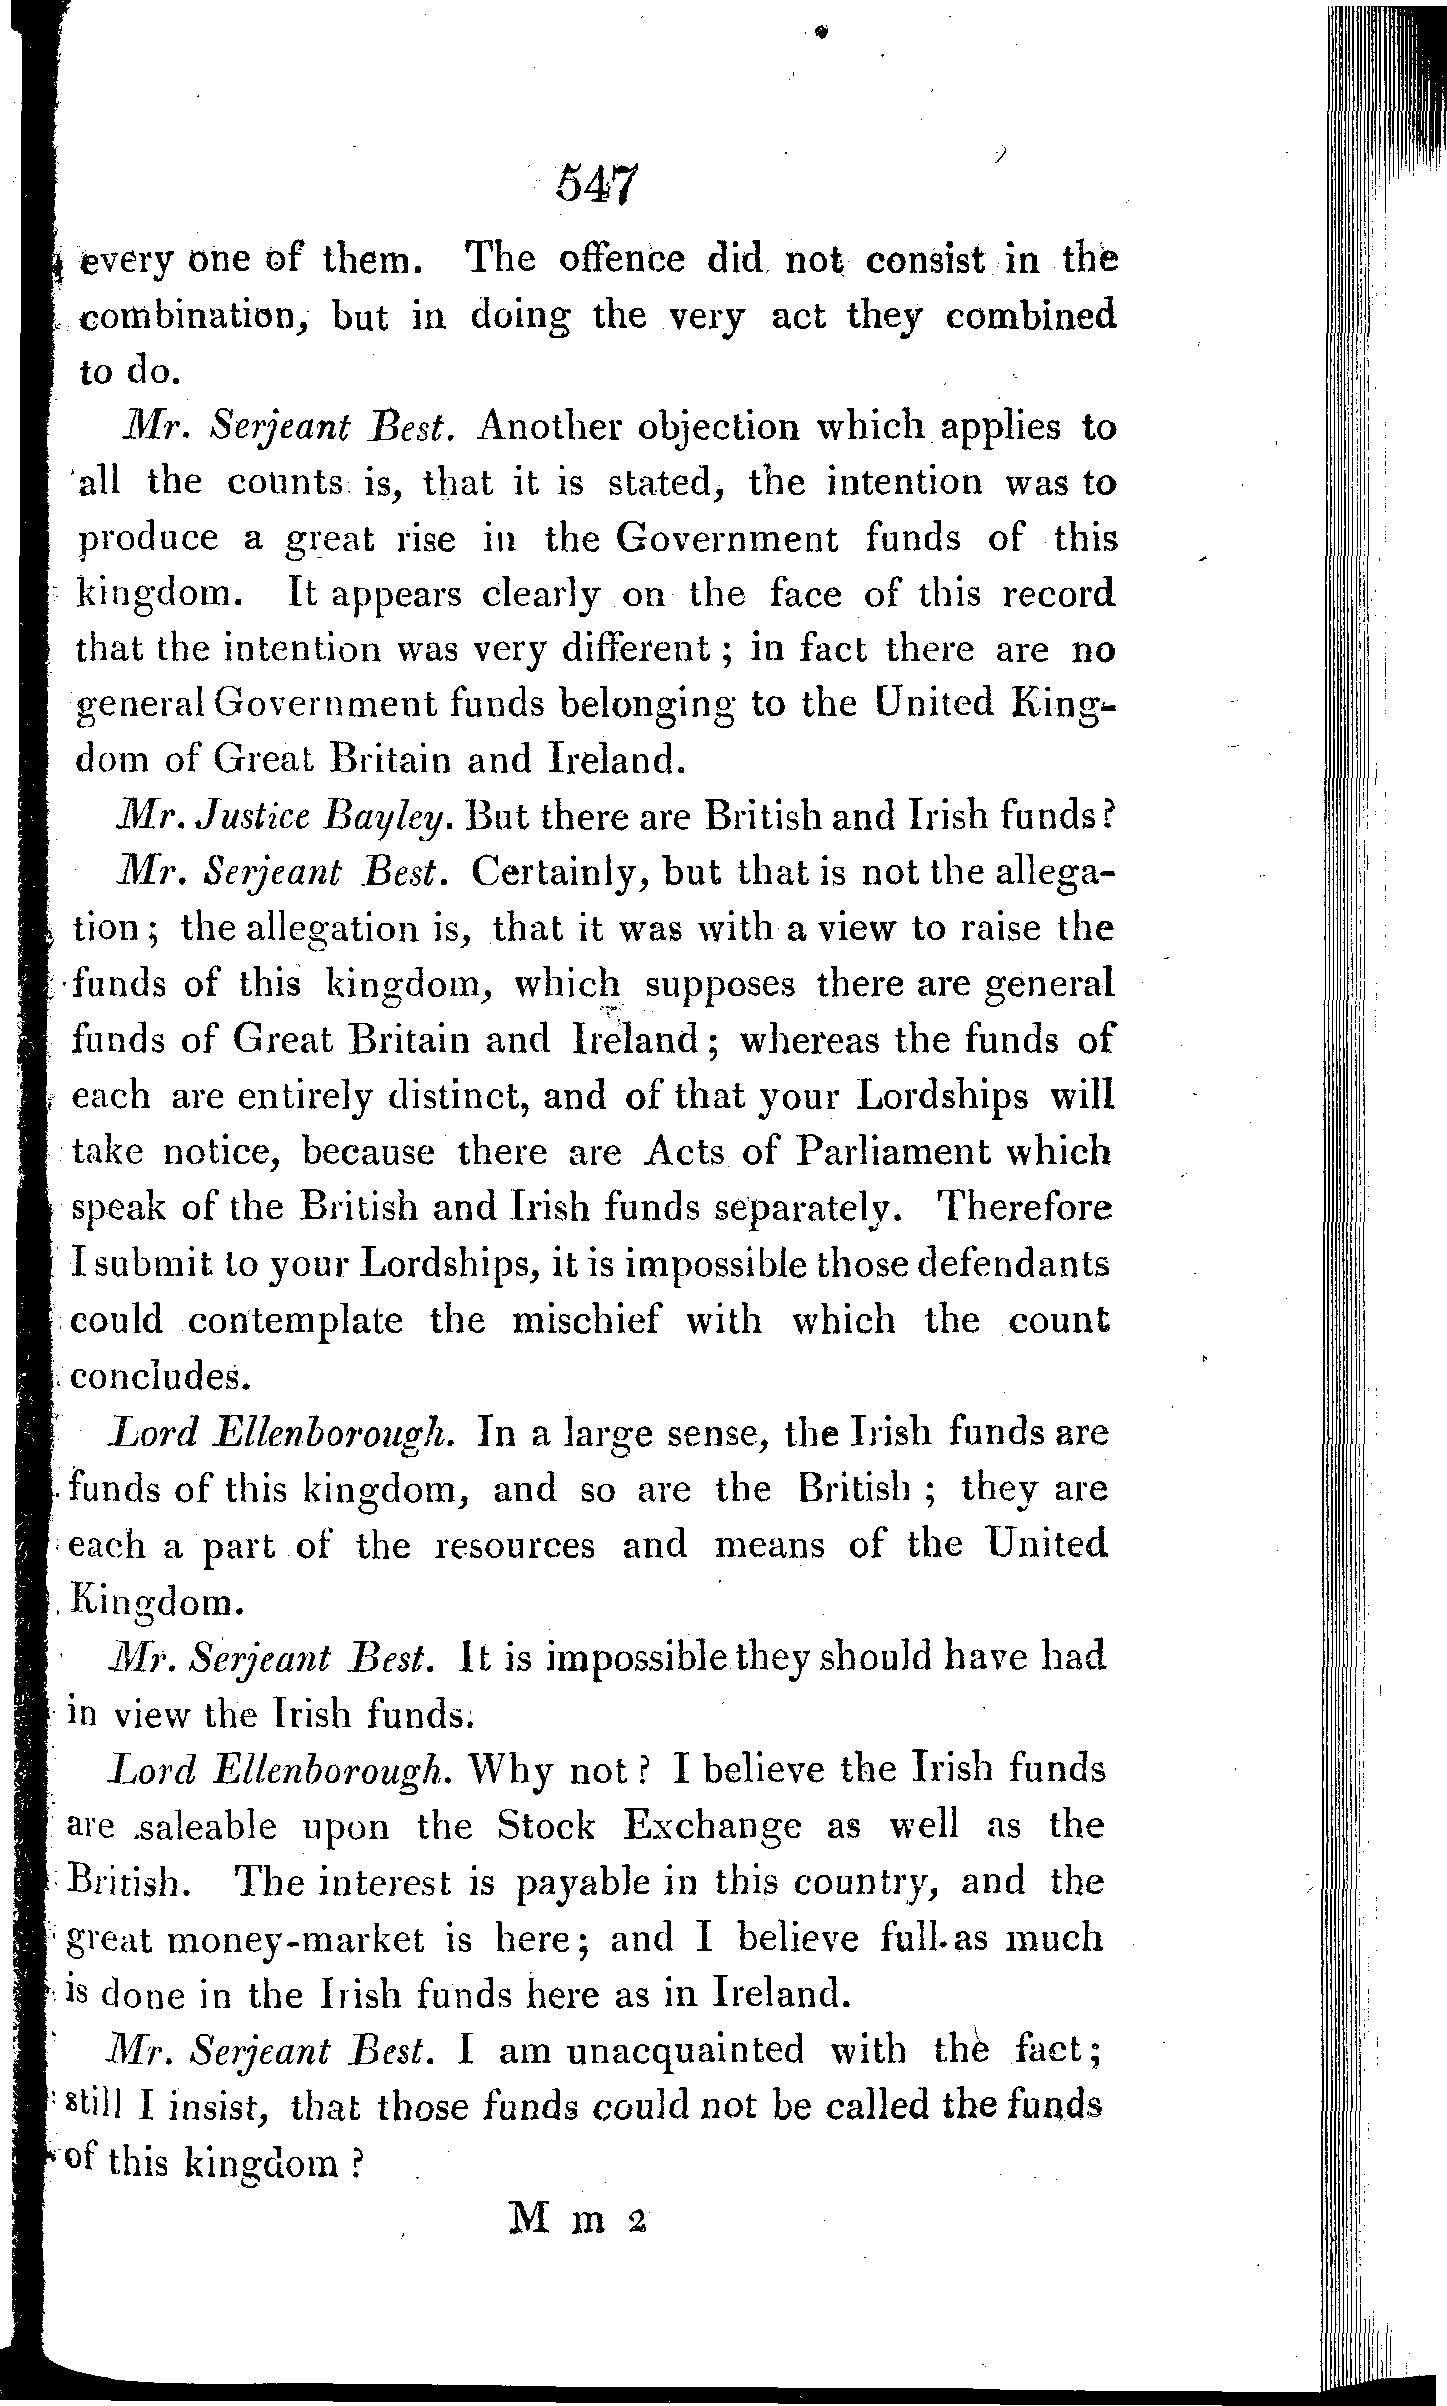 547
every one of them. The offence did not consist in the
combination, but in doing the very act they combined
to do.
Mr. Serjeant Best. Another objection which applies to
all the counts is, that it is stated, the intention was to
produce a great rise in the Government funds of this
kingdom. It appears clearly on the face of this record
that the intention was very different ; in fact there are no
general Government funds belonging to the United King-
dom of Great Britain and Ireland.
Mr. Justice Bayley. But there are British and Irish funds?
Mr. Serjeant Best. Certainly, but that is not the allega-
tion ; the allegation is, that it was with a view to raise the
funds of this kingdom, which supposes there are general
funds of Great Britain and Ireland ; whereas the funds of
each are entirely distinct, and of that your Lordships will
take notice, because there are Acts of Parliament which
speak of the British and Irish funds separately. Therefore
I submit to your Lordships, it is impossible those defendants
could contemplate the mischief with which the count
concludes.
Lord Ellenborough. In a large sense, the Irish funds are
funds of this kingdom, and so are the British ; they are
each a part of the resources and means of the United
Kingdom.
Mr. Serjeant Best. It is impossible they should have had
in view the Irish funds.
Lord Ellenborough. Why not ? I believe the Irish funds
are saleable upon the Stock Exchange as well as the
British. The interest is payable in this country, and the
great money-market is here; and I believe full as much
is done in the Irish funds here as in Ireland.
Mr. Serjeant Best. I am unacquainted with the fact ;
still I insist, that those funds could not be called the funds
of this kingdom ?
M m 2